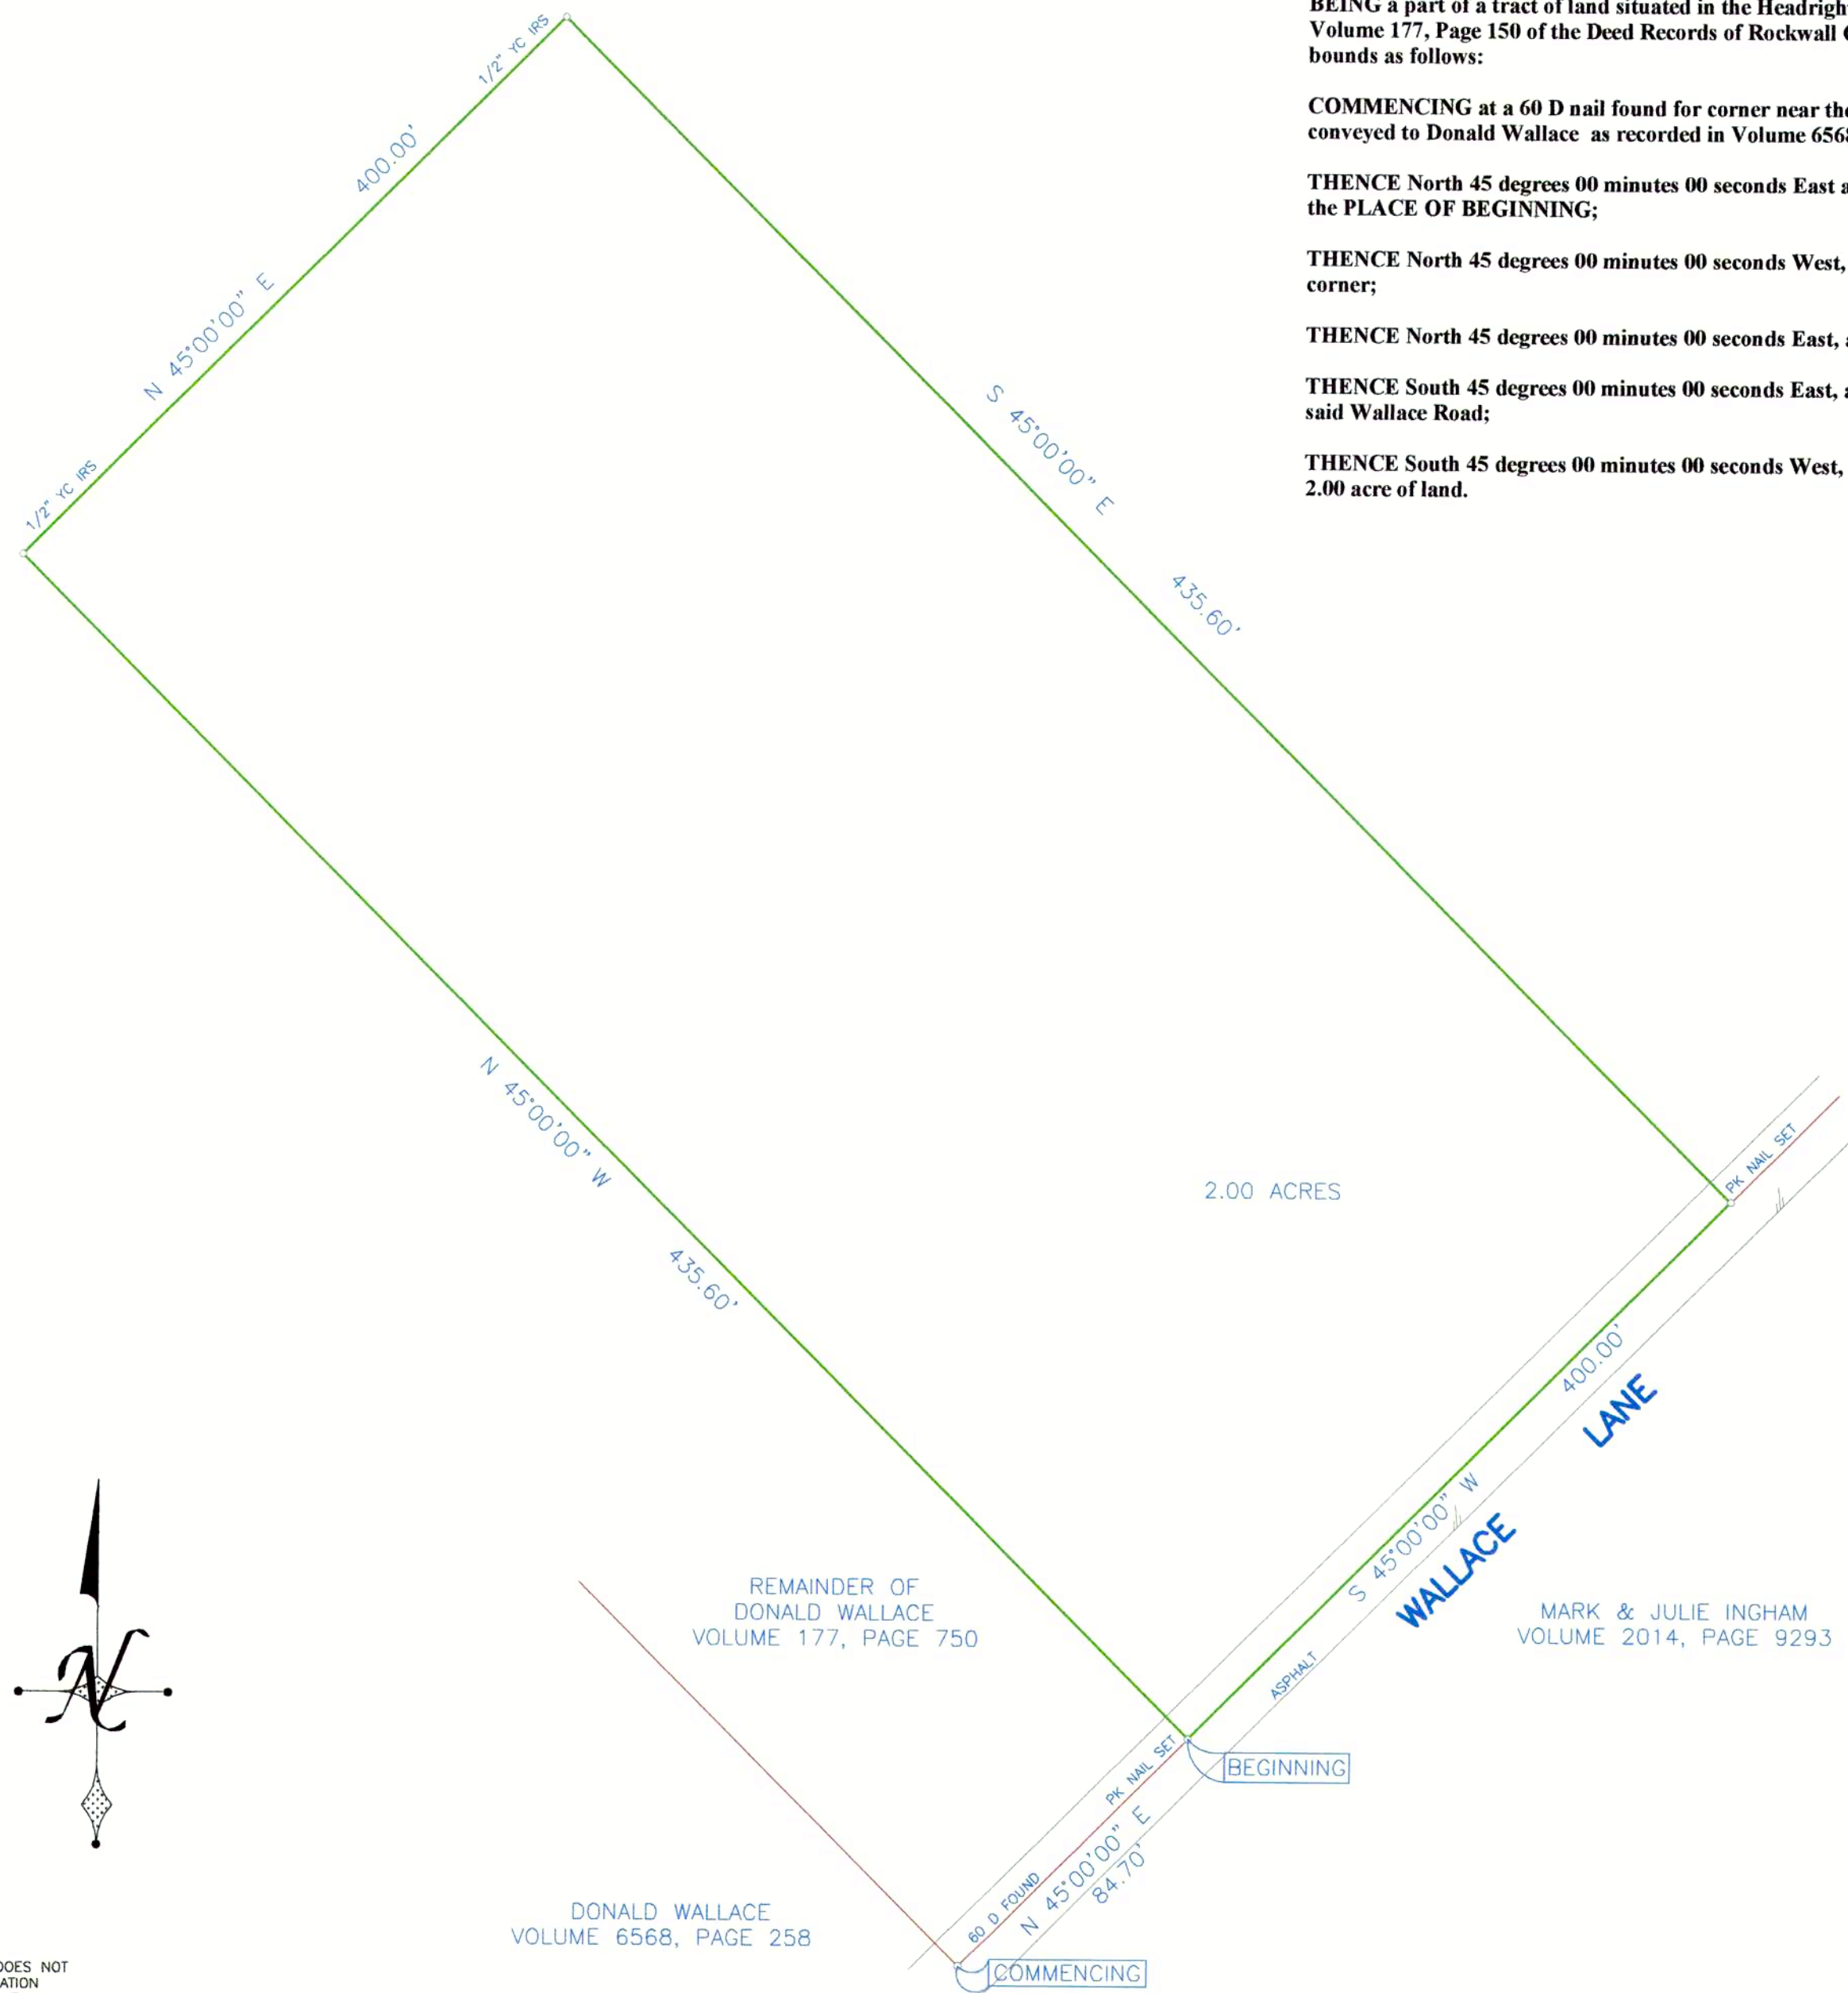 BEING a part of a tract of land situated in the Headrigh
Volume 177, Page 150 of the Deed Records of Rockwall
bounds as follows:
COMMENCING at a 60 D nail found for corner near the
conveyed to Donald Wallace as recorded in Volume 656
THENCE North 45 degrees 00 minutes 00 seconds East a
the PLACE OF BEGINNING;
THENCE North 45 degrees 00 minutes 00 seconds West,
corner;
THENCE North 45 degrees 00 minutes 00 seconds East,
THENCE South 45 degrees 00 minutes 00 seconds East,
said Wallace Road;
THENCE South 45 degrees 00 minutes 00 seconds West,
2.00 acre of land.
1/2" YC IRS
400.00'
N 45°00'00" E
1/2" YC IRS
S 45°00'00" E
435.60'
N 45°00'00" W
435.60'
2.00 ACRES
PK NAIL SET
400.00'
S 45°00'00" W
WALLACE LANE
ASPHALT
MARK & JULIE INGHAM
VOLUME 2014, PAGE 9293
REMAINDER OF
DONALD WALLACE
VOLUME 177, PAGE 750
BEGINNING
PK NAIL SET
N 45°00'00" E
84.70'
60 D FOUND
COMMENCING
DONALD WALLACE
VOLUME 6568, PAGE 258
N
DOES NOT
ATION